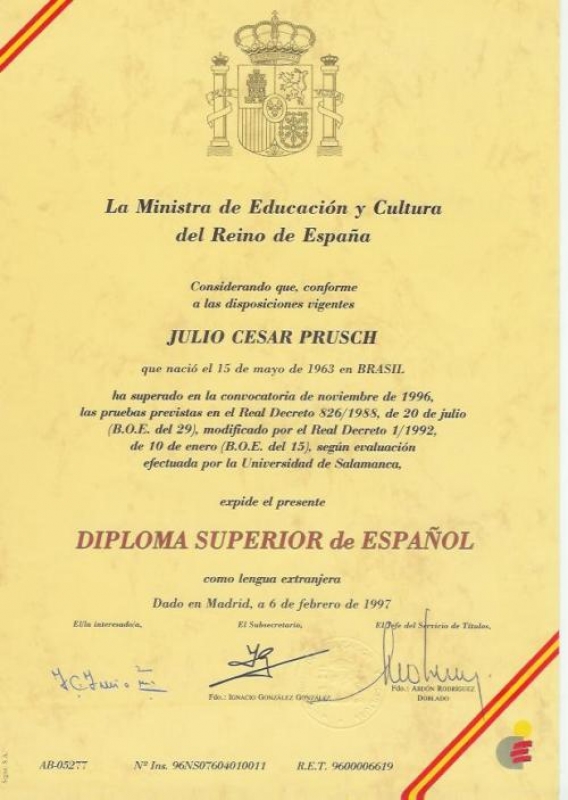 La Ministra de Educación y Cultura
del Reino de España
Considerando que, conforme
a las disposiciones vigentes
JULIO CESAR PRUSCH
que nació el 15 de mayo de 1963 en BRASIL
ha superado en la convocatoria de noviembre de 1996,
las pruebas previstas en el Real Decreto 826/1988, de 20 de julio
(B.O.E. del 29), modificado por el Real Decreto 1/1992,
de 10 de enero (B.O.E. del 15), según evaluación
efectuada por la Universidad de Salamanca,
expide el presente
DIPLOMA SUPERIOR de ESPAÑOL
como lengua extranjera
Dado en Madrid, a 6 de febrero de 1997
El/la interesado/a, El Subsecretario, El Jefe del Servicio de Títulos,
Fdo.: IGNACIO GONZÁLEZ GONZÁLEZ
Fdo.: ABDÓN RODRIGUEZ
DOBLADO
AB-05277 Nº Ins. 96NS07604010011 R.E.T. 9600006619